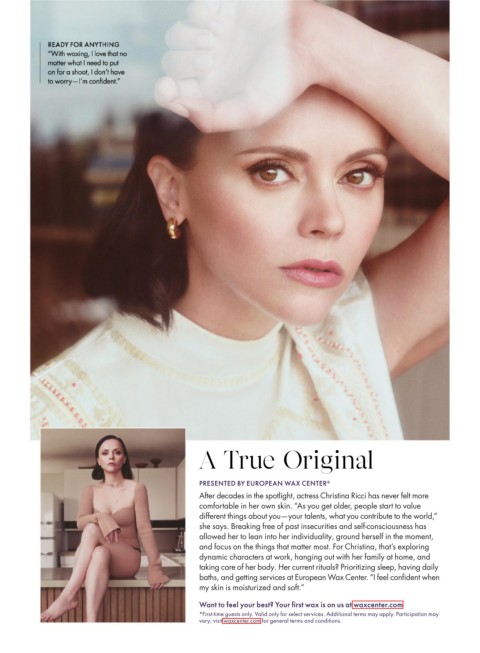 READY FOR ANYTHING
“With waxing, I love that no
matter what I need to put
on for a shoot, I don’t have
to worry—I’m confident.”
A True Original
PRESENTED BY EUROPEAN WAX CENTER®
After decades in the spotlight, actress Christina Ricci has never felt more
comfortable in her own skin. “As you get older, people start to value
different things about you—your talents, what you contribute to the world,”
she says. Breaking free of past insecurities and self-consciousness has
allowed her to lean into her individuality, ground herself in the moment,
and focus on the things that matter most. For Christina, that’s exploring
dynamic characters at work, hanging out with her family at home, and
taking care of her body. Her current rituals? Prioritizing sleep, having daily
baths, and getting services at European Wax Center. “I feel confident when
my skin is moisturized and soft.”
Want to feel your best? Your first wax is on us at waxcenter.com
*First-time guests only. Valid only for select services. Additional terms may apply. Participation may
vary; visit waxcenter.com for general terms and conditions.